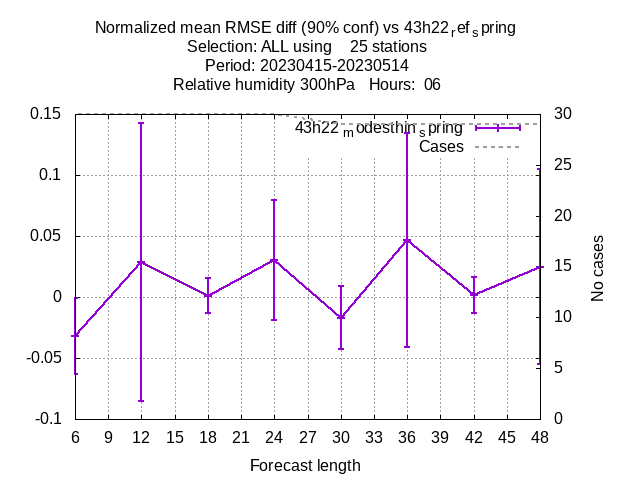 Normalized mean RMSE diff (90% conf) vs 43h22refspring
Selection: ALL using 25 stations
Period: 20230415-20230514
Relative humidity 300hPa Hours: 06
43h22modesthinspring
Cases
0.15
0.1
0.05
0
-0.05
-0.1
30
25
20
15
10
5
0
No cases
6 9 12 15 18 21 24 27 30 33 36 39 42 45 48
Forecast length